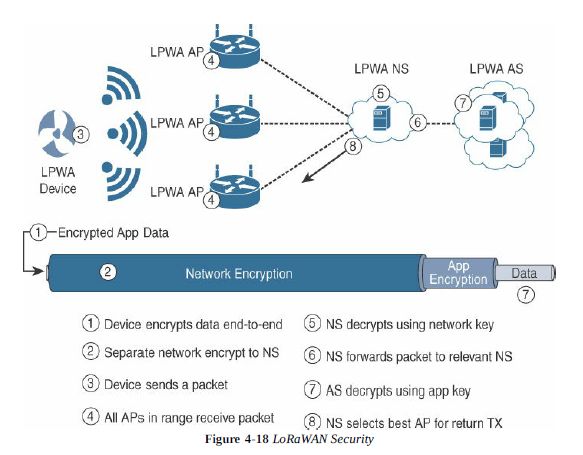 LPWA AP
④
LPWA NS
LPWA AS
⑤
⑦
LPWA AP
④
③
⑥
⑧
LPWA
Device
LPWA AP
④
① Encrypted App Data
② Network Encryption
App
Encryption
Data
⑦
① Device encrypts data end-to-end
② Separate network encrypt to NS
③ Device sends a packet
④ All APs in range receive packet
⑤ NS decrypts using network key
⑥ NS forwards packet to relevant NS
⑦ AS decrypts using app key
⑧ NS selects best AP for return TX
Figure 4-18 LoRaWAN Security